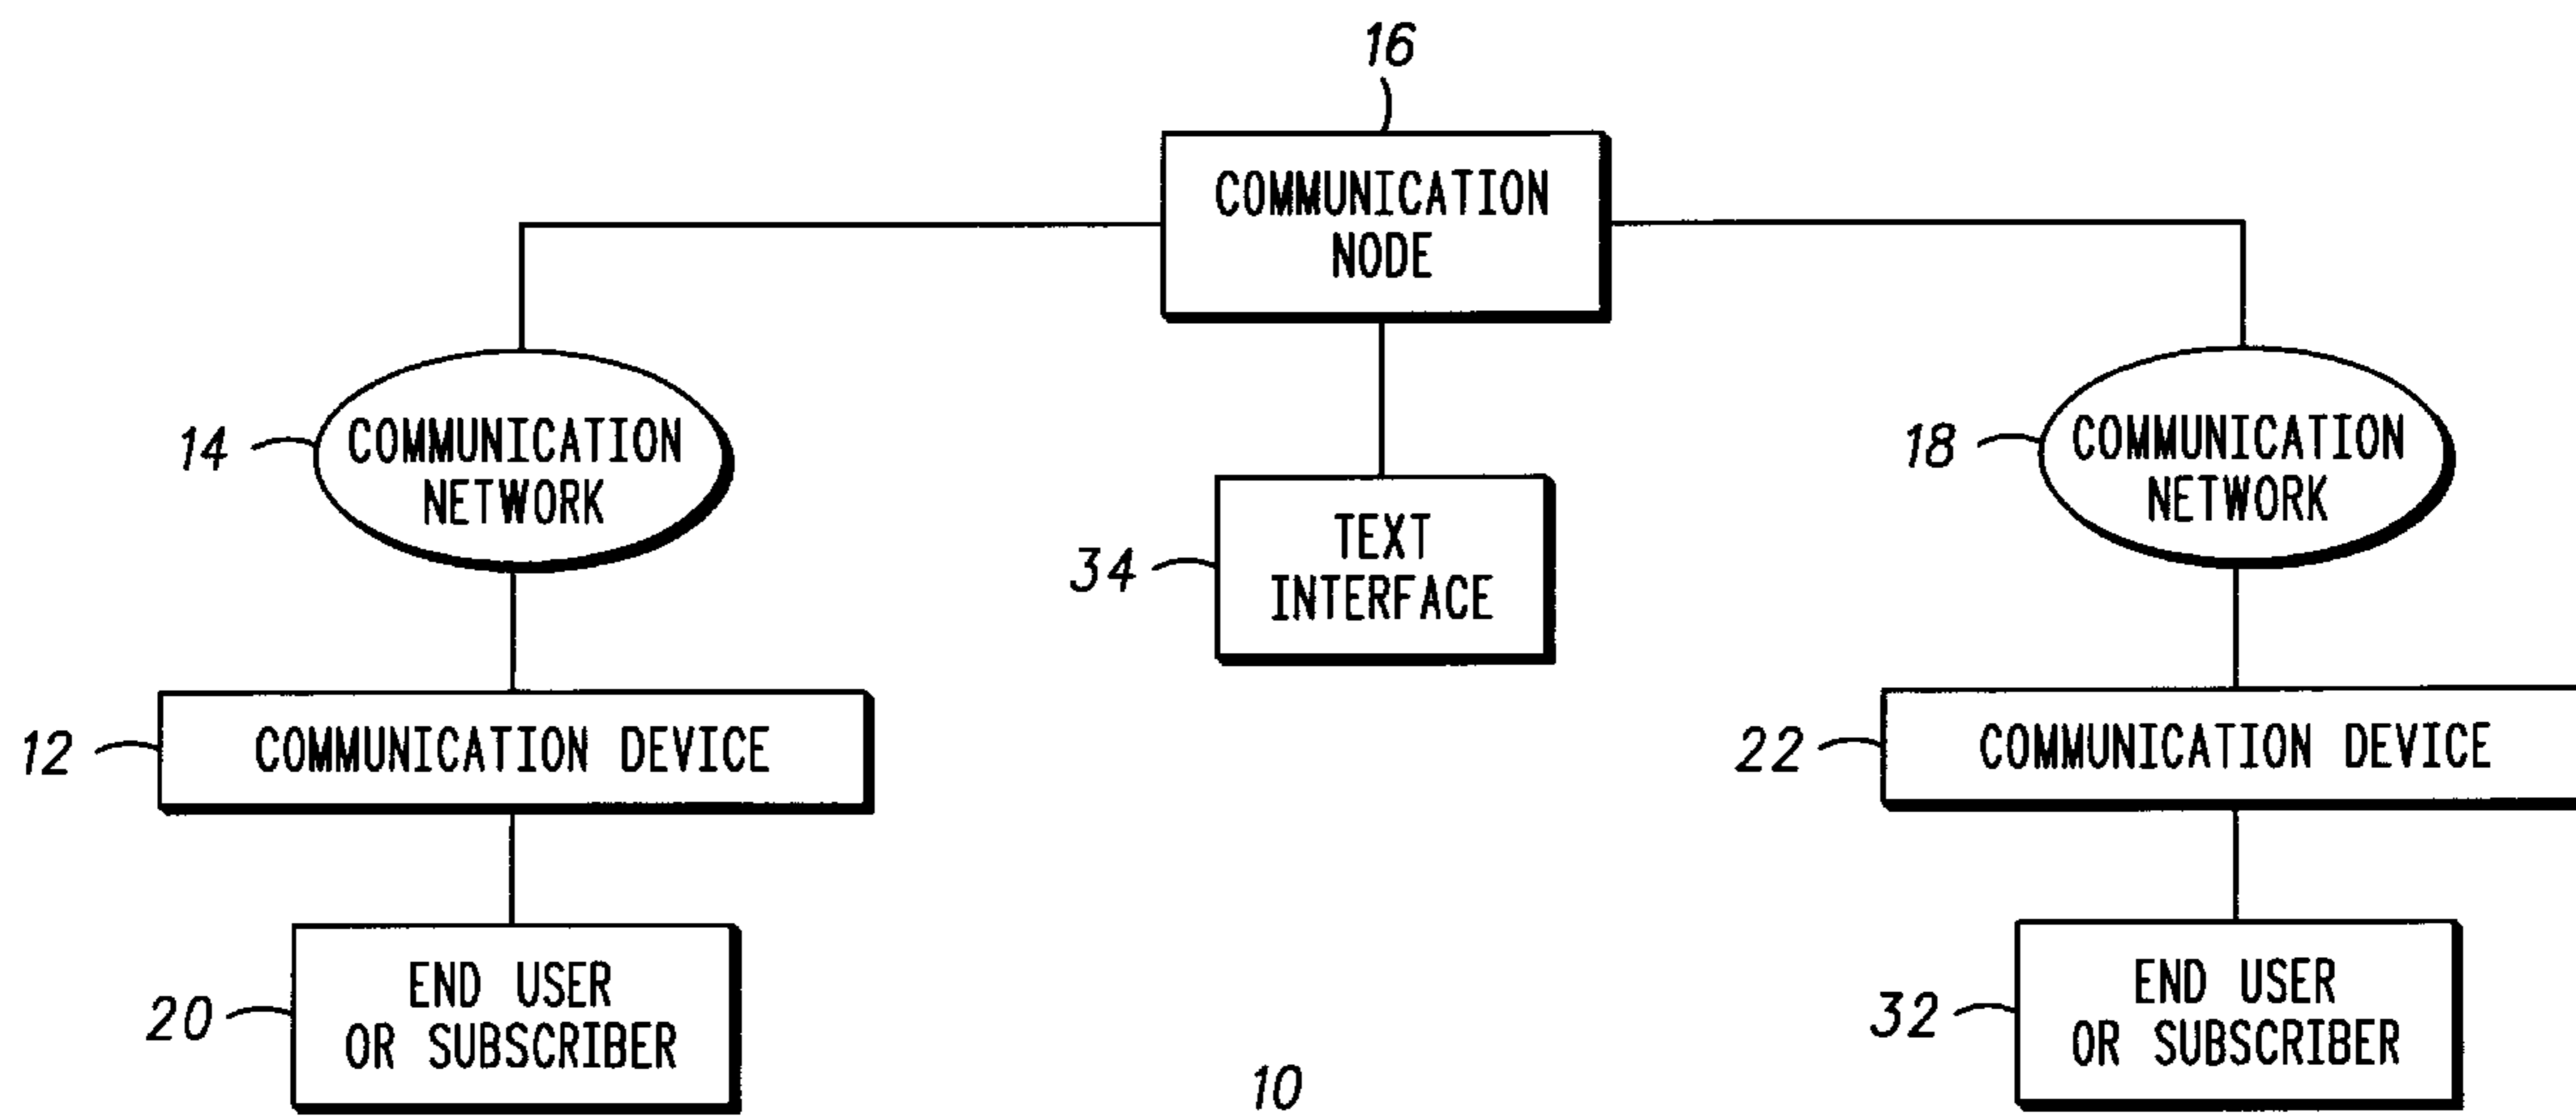 16
COMMUNICATION
NODE
14
COMMUNICATION
NETWORK
18
COMMUNICATION
NETWORK
34
TEXT
INTERFACE
12
COMMUNICATION DEVICE
22
COMMUNICATION DEVICE
20
END USER
OR SUBSCRIBER
32
END USER
OR SUBSCRIBER
10